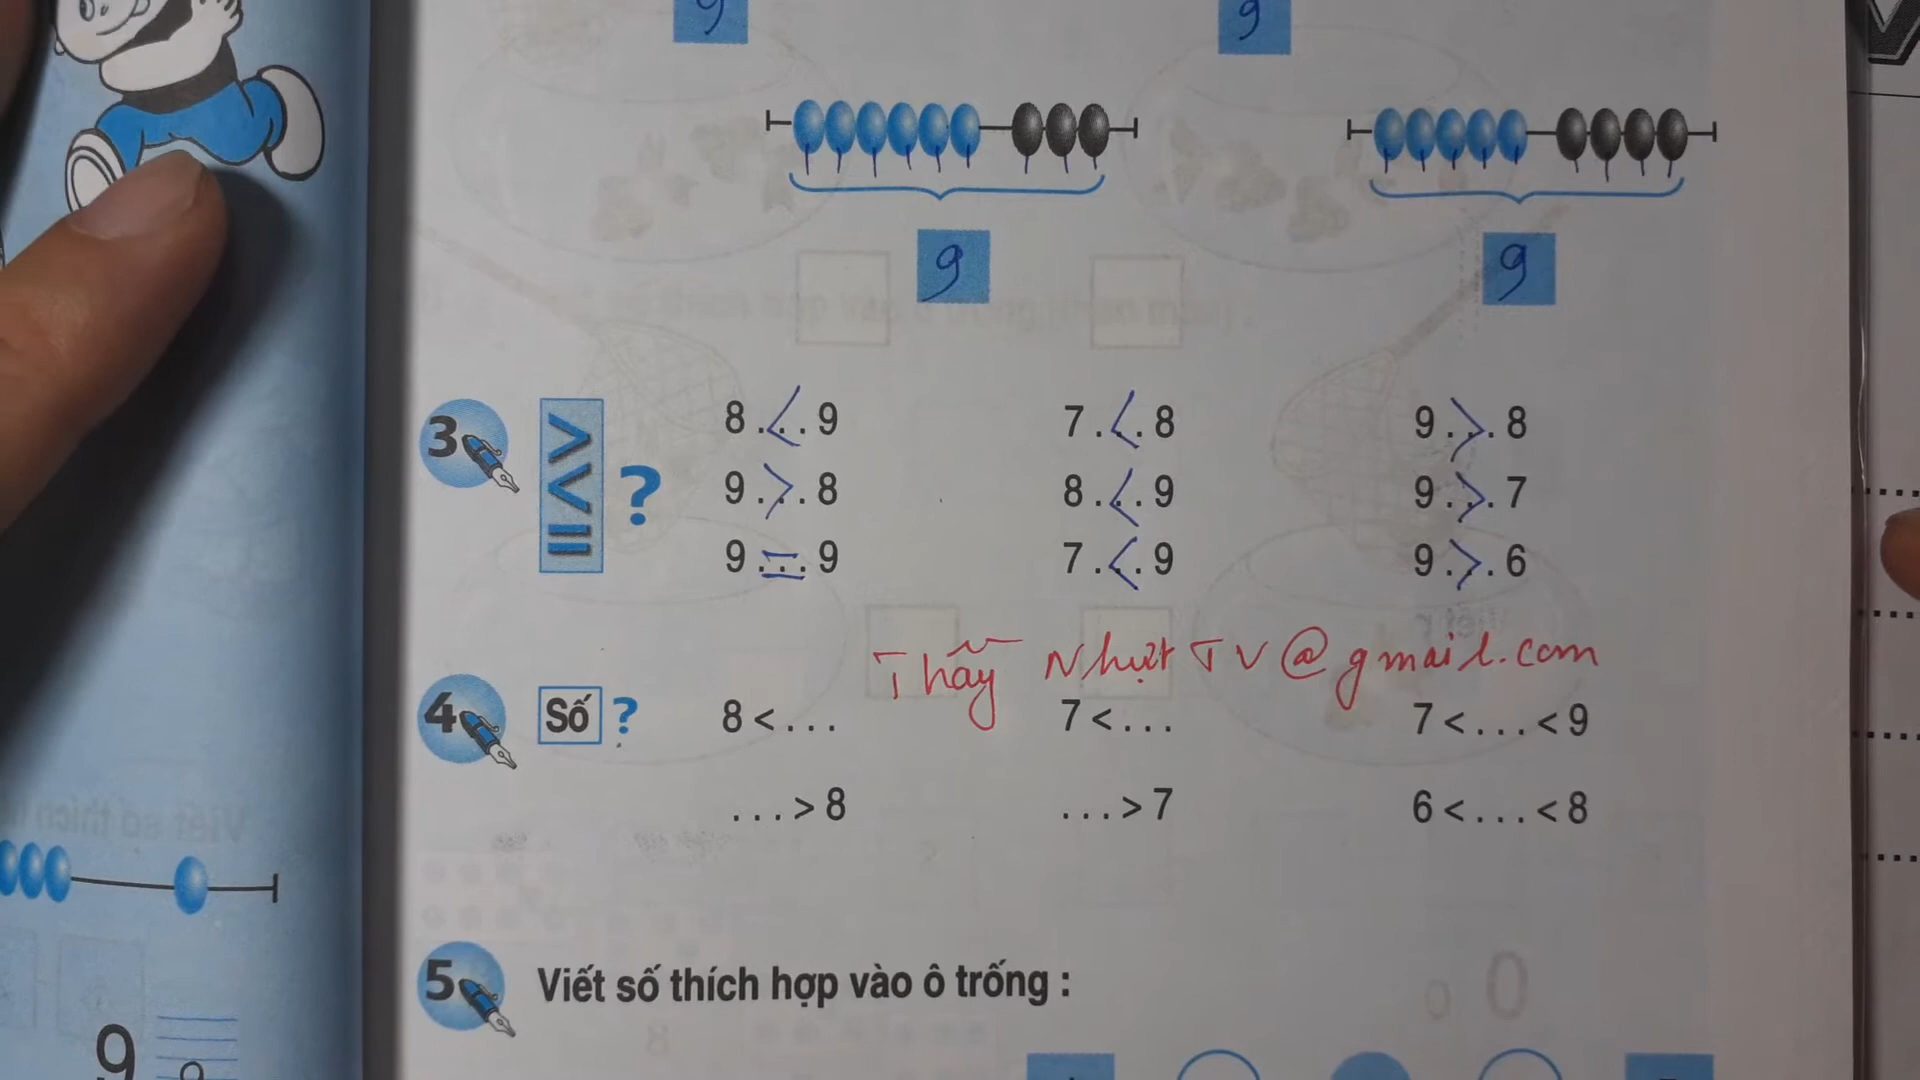 9 9
9 9
3 > < = ? 8 . < . 9 7 . < . 8 9 . > . 8
9 . > . 8 8 . < . 9 9 . > . 7
9 . = . 9 7 . < . 9 9 . > . 6
Thầy Nhựt TV@gmail.com
4 Số ? 8 < . . . 7 < . . . 7 < . . . < 9
. . . > 8 . . . > 7 6 < . . . < 8
5 Viết số thích hợp vào ô trống :
9